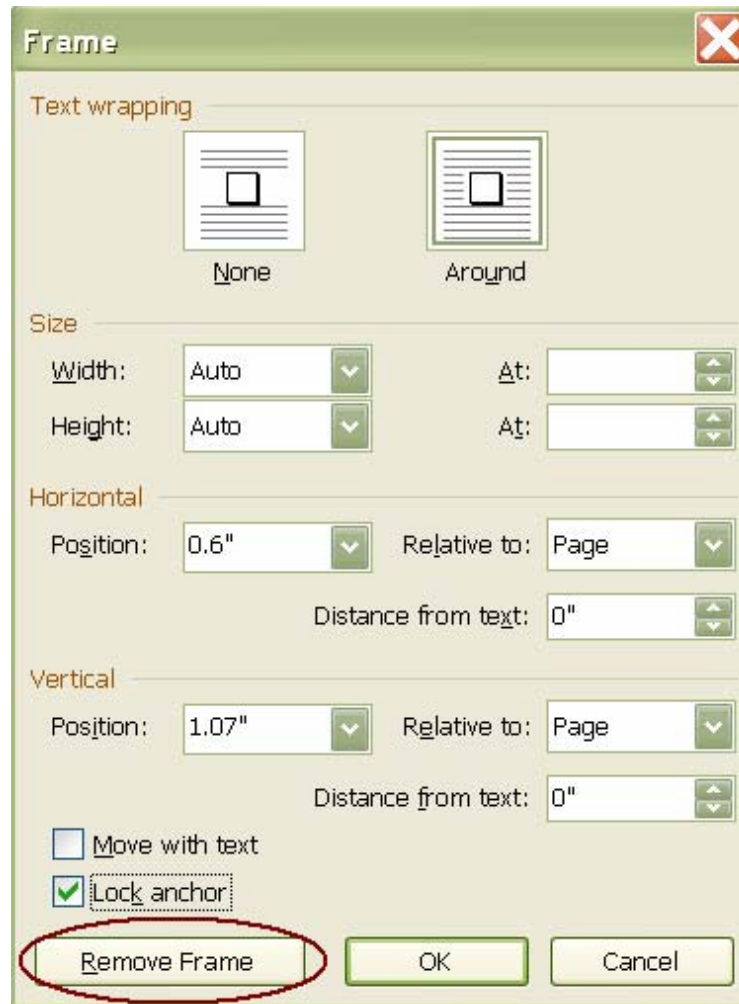 Frame
Text wrapping
None Around
Size
Width: Auto At:
Height: Auto At:
Horizontal
Position: 0.6" Relative to: Page
Distance from text: 0"
Vertical
Position: 1.07" Relative to: Page
Distance from text: 0"
Move with text
Lock anchor
Remove Frame OK Cancel